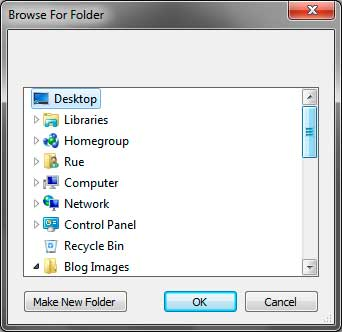 Browse For Folder
Desktop
Libraries
Homegroup
Rue
Computer
Network
Control Panel
Recycle Bin
Blog Images
Make New Folder
OK
Cancel